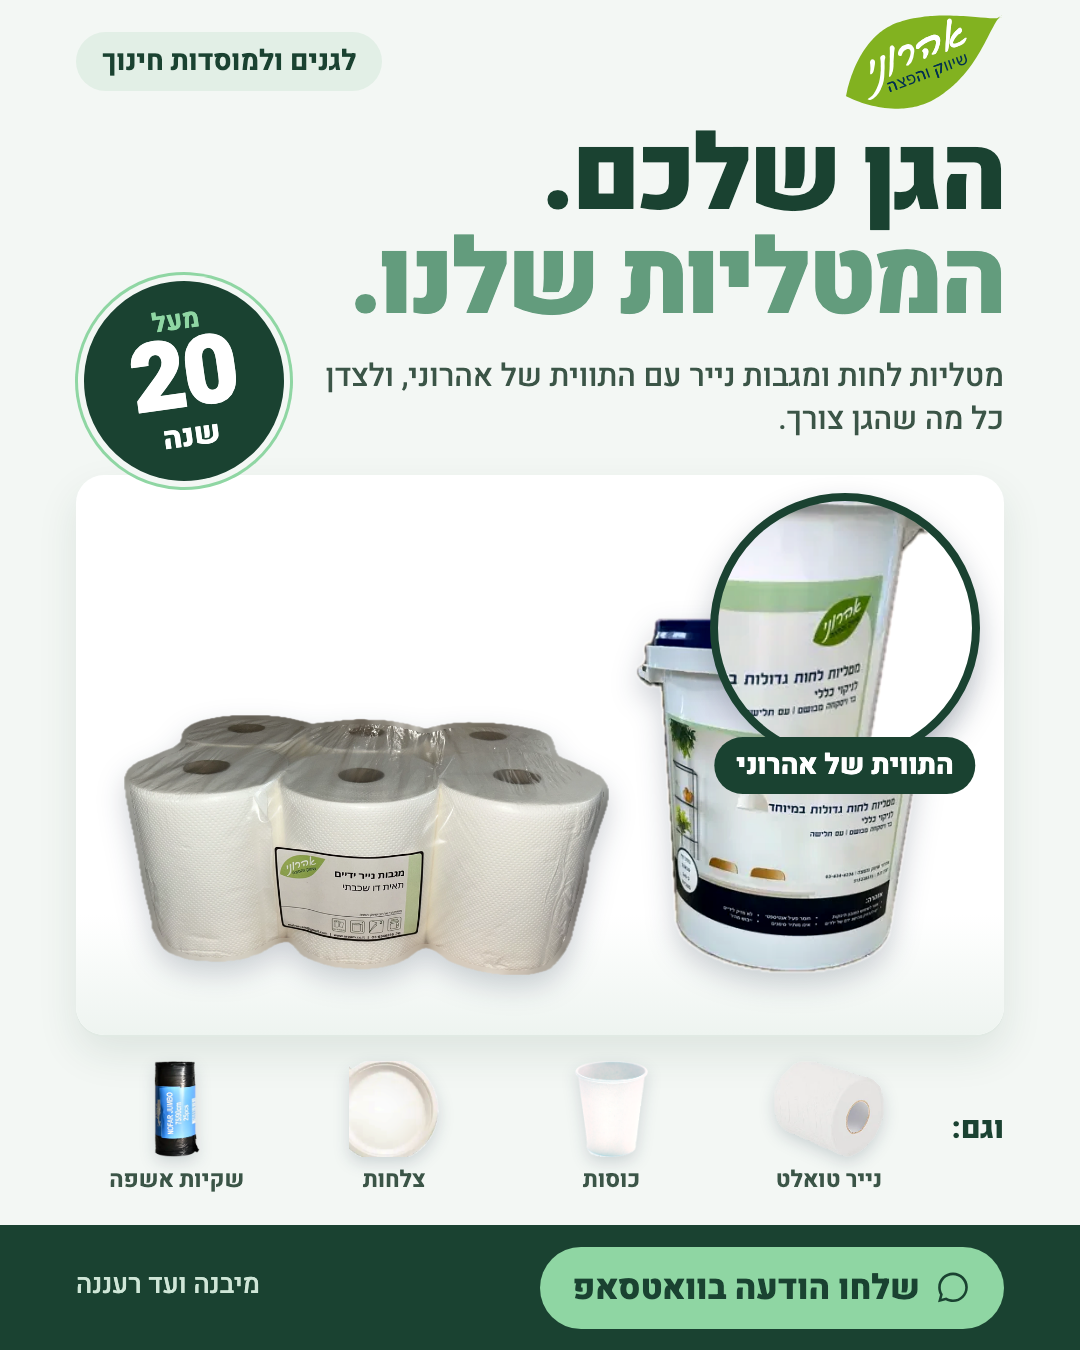 אהרוני
שיווק והפצה
לגנים ולמוסדות חינוך
הגן שלכם.
המטליות שלנו.
מעל
20
שנה
מטליות לחות ומגבות נייר עם התווית של אהרוני, ולצדן
כל מה שהגן צורך.
אהרוני
מטליות לחות גדולות
לניקוי כללי
התווית של אהרוני
מטליות לחות גדולות במיוחד
לניקוי כללי
אהרוני
מגבות נייר ידיים
תאית דו שכבתי
וגם:
נייר טואלט
כוסות
צלחות
שקיות אשפה
שלחו הודעה בוואטסאפ
מיבנה ועד רעננה